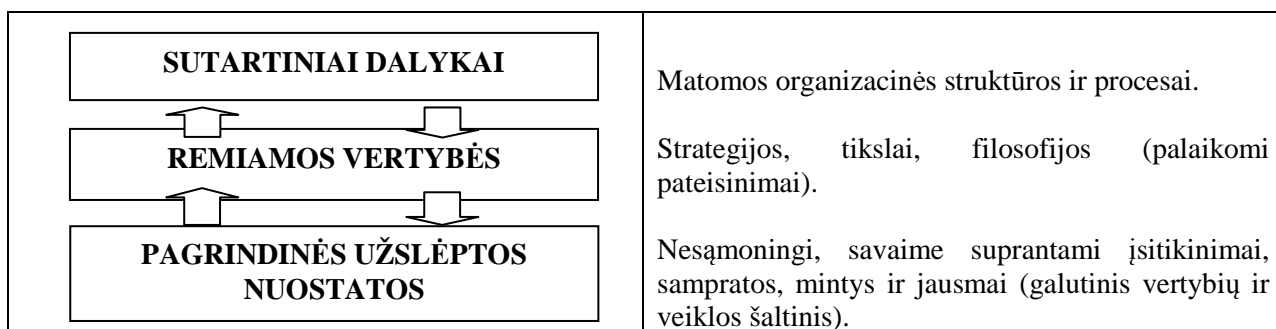 SUTARTINIAI DALYKAI
Matomos organizacinės struktūros ir procesai.
REMIAMOS VERTYBĖS
Strategijos, tikslai, filosofijos (palaikomi
pateisinimai).
PAGRINDINĖS UŽSLĖPTOS
NUOSTATOS
Nesąmoningi, savaime suprantami įsitikinimai,
sampratos, mintys ir jausmai (galutinis vertybių ir
veiklos šaltinis).